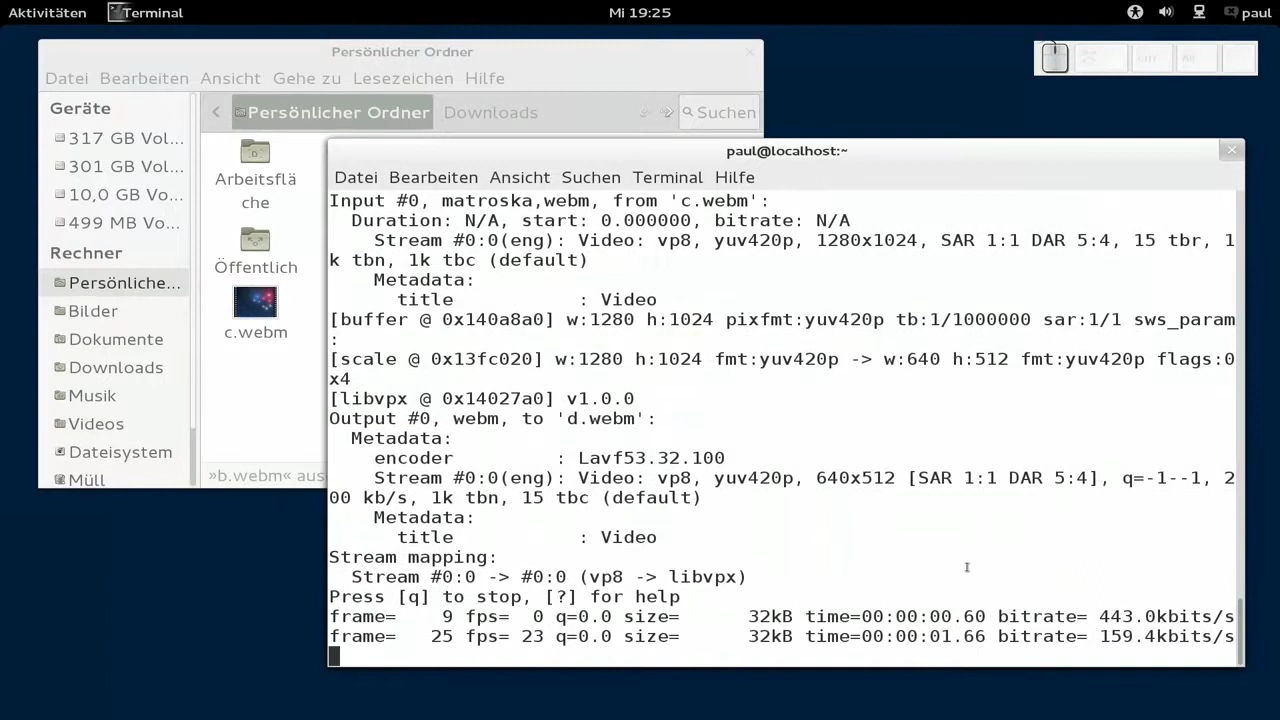 Aktivitäten Terminal Mi 19:25 paul
Persönlicher Ordner
Datei Bearbeiten Ansicht Gehe zu Lesezeichen Hilfe
Geräte
317 GB Vol...
301 GB Vol...
10,0 GB Vo...
499 MB Vo...
Rechner
Persönliche...
Bilder
Dokumente
Downloads
Musik
Videos
Dateisystem
Müll
Persönlicher Ordner Downloads Suchen
Arbeitsflä
che
Öffentlich
c.webm
»b.webm« aus
paul@localhost:~
Datei Bearbeiten Ansicht Suchen Terminal Hilfe
Input #0, matroska,webm, from 'c.webm':
Duration: N/A, start: 0.000000, bitrate: N/A
Stream #0:0(eng): Video: vp8, yuv420p, 1280x1024, SAR 1:1 DAR 5:4, 15 tbr, 1
k tbn, 1k tbc (default)
Metadata:
title : Video
[buffer @ 0x140a8a0] w:1280 h:1024 pixfmt:yuv420p tb:1/1000000 sar:1/1 sws_param
:
[scale @ 0x13fc020] w:1280 h:1024 fmt:yuv420p -> w:640 h:512 fmt:yuv420p flags:0
x4
[libvpx @ 0x14027a0] v1.0.0
Output #0, webm, to 'd.webm':
Metadata:
encoder : Lavf53.32.100
Stream #0:0(eng): Video: vp8, yuv420p, 640x512 [SAR 1:1 DAR 5:4], q=-1--1, 2
00 kb/s, 1k tbn, 15 tbc (default)
Metadata:
title : Video
Stream mapping:
Stream #0:0 -> #0:0 (vp8 -> libvpx)
Press [q] to stop, [?] for help
frame= 9 fps= 0 q=0.0 size= 32kB time=00:00:00.60 bitrate= 443.0kbits/s
frame= 25 fps= 23 q=0.0 size= 32kB time=00:00:01.66 bitrate= 159.4kbits/s